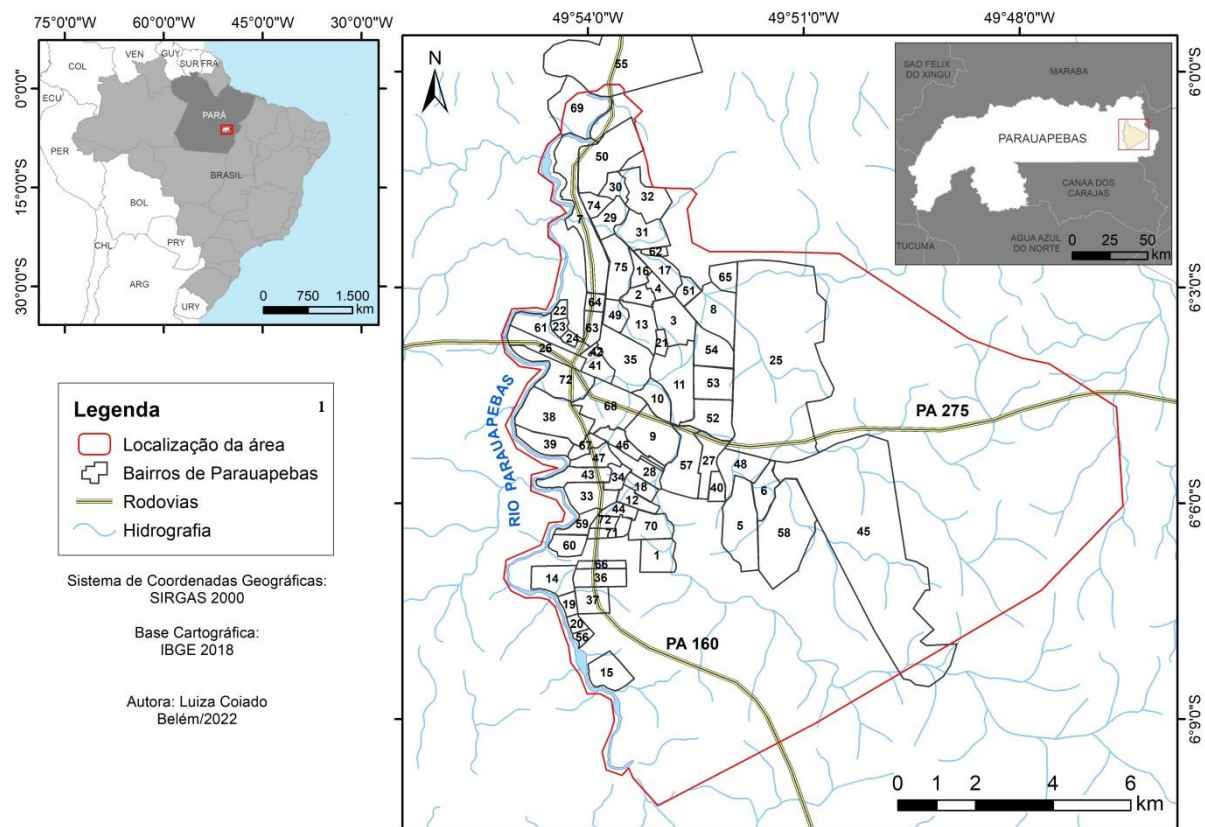 75°0'0"W 60°0'0"W 45°0'0"W 30°0'0"W
0°0'0"
15°0'0"S
30°0'0"S
COL
VEN
GUY
SUR
FRA
ECU
PARÁ
PER
BRASIL
BOL
CHL
PRY
ARG
URY
0 750 1.500
km
Legenda
1
Localização da área
Bairros de Parauapebas
Rodovias
Hidrografia
Sistema de Coordenadas Geográficas:
SIRGAS 2000
Base Cartográfica:
IBGE 2018
Autora: Luiza Coiado
Belém/2022
49°54'0"W 49°51'0"W 49°48'0"W
6°0'0"S
6°3'0"S
6°6'0"S
6°9'0"S
N
SAO FELIX
DO XINGU
MARABA
PARAUAPEBAS
CANAA DOS
CARAJAS
AGUA AZUL
DO NORTE
TUCUMA
0 25 50
km
55
69
50
30
32
74
29
7
31
62
75
16
17
65
4
51
2
64
22
49
13
3
8
61
23
63
24
21
26
42
41
35
54
25
72
11
53
10
38
68
52
PA 275
RIO PARAUAPEBAS
39
67
46
9
47
57
27
48
45
43
34
28
18
40
6
33
12
44
59
72
71
70
5
58
60
1
66
14
36
19
37
20
56
15
PA 160
0 1 2 4 6
km